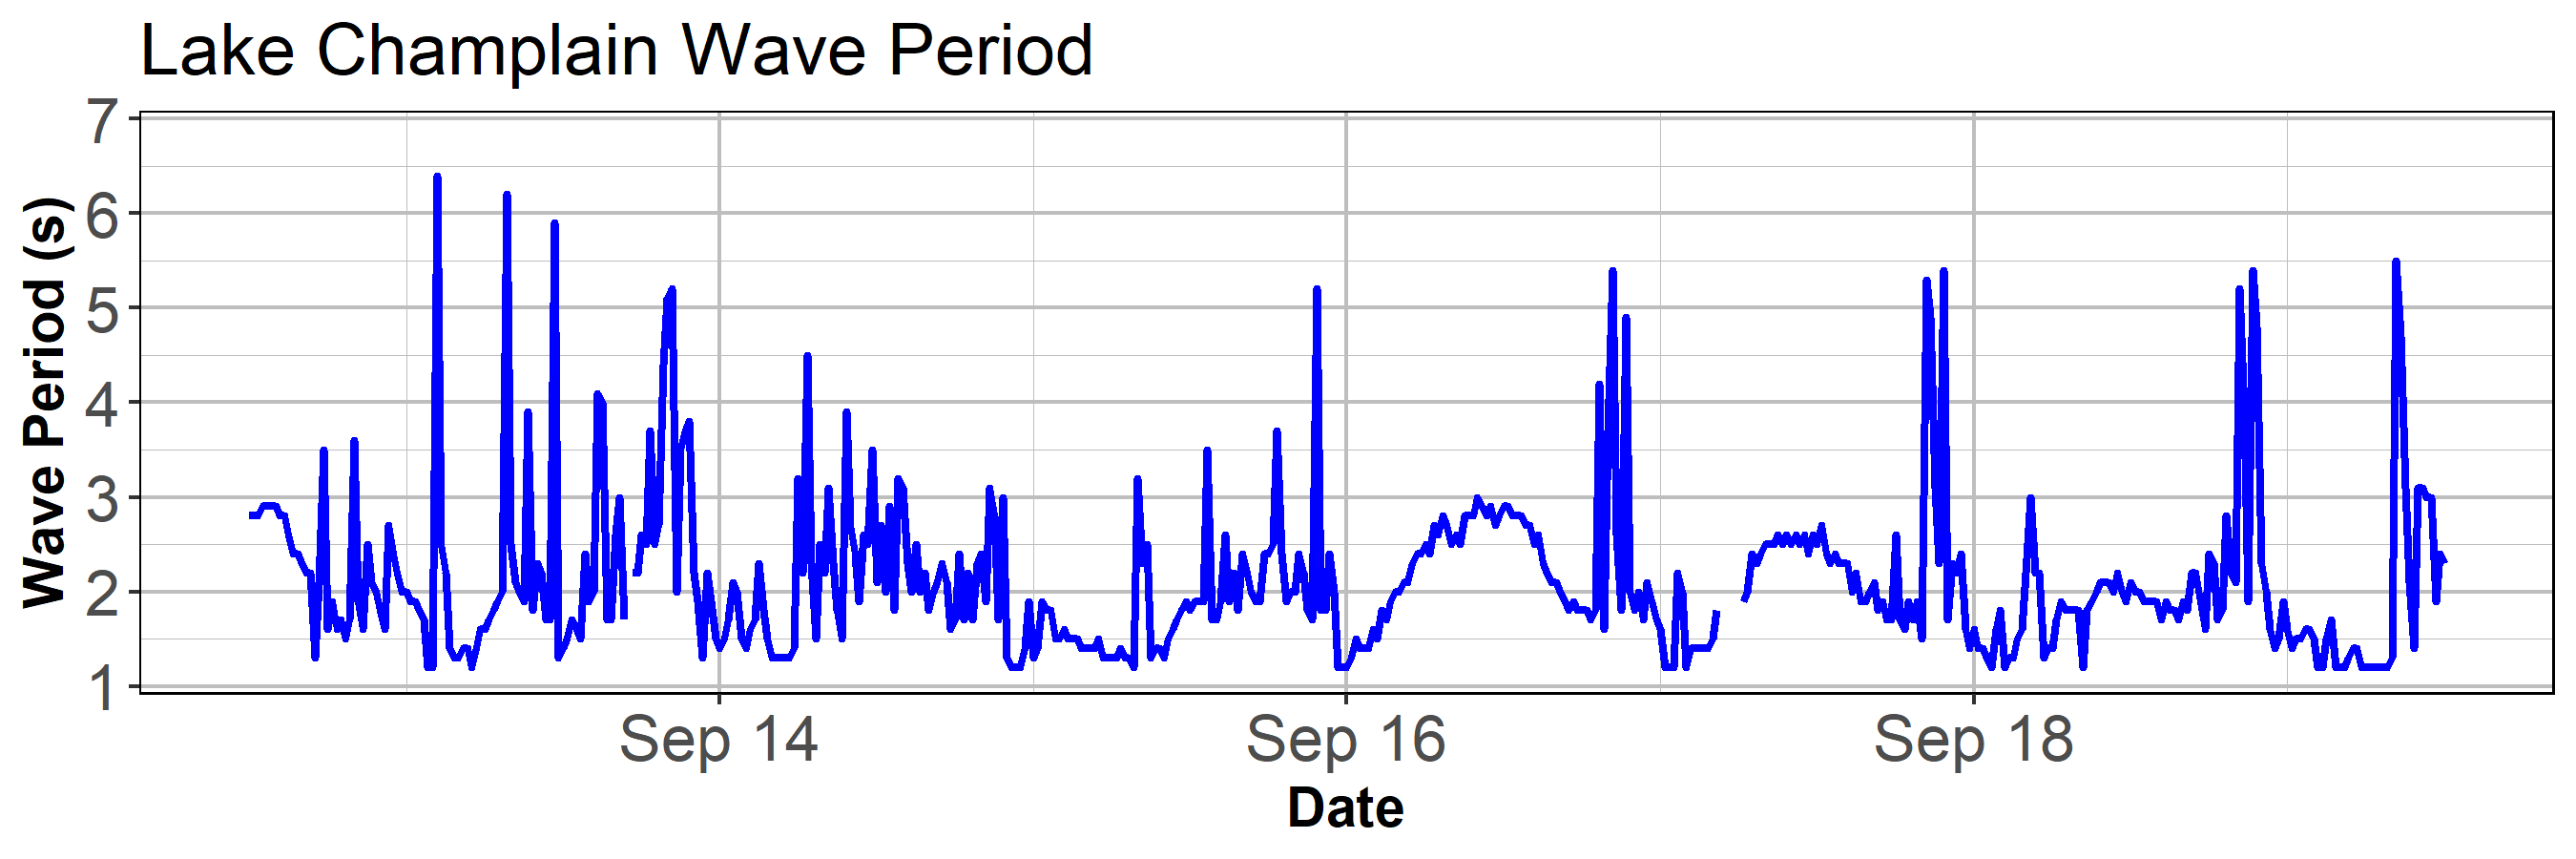 Lake Champlain Wave Period
Wave Period (s)
7
6
5
4
3
2
1
Sep 14
Sep 16
Sep 18
Date